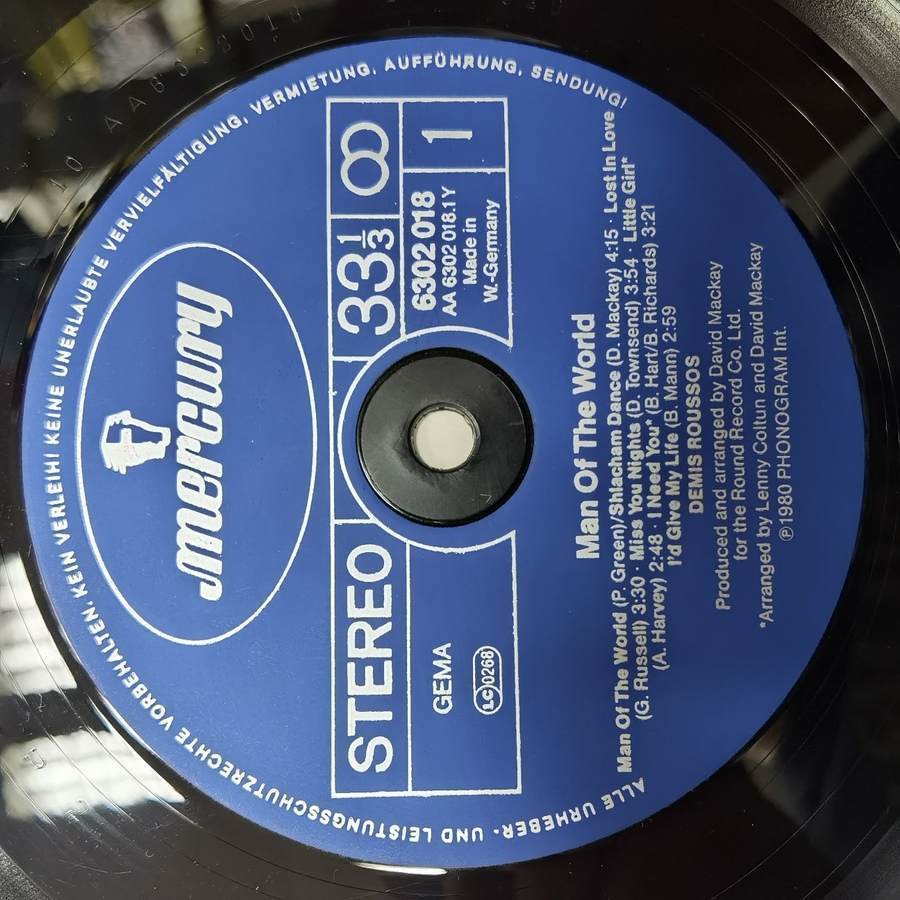 ALLE URHEBER- UND LEISTUNGSSCHUTZRECHTE VORBEHALTEN. KEIN VERLEIH! KEINE UNERLAUBTE VERVIELFÄLTIGUNG, VERMIETUNG, AUFFÜHRUNG, SENDUNG!
mercury
STEREO
33 1/3
GEMA
LC 0268
6302 018
AA 6302 018.1Y
Made in
W.-Germany
1
Man Of The World
Man Of The World (P. Green)/Shlacham Dance (D. Mackay) 4:15 · Lost In Love
(G. Russell) 3:30 · Miss You Nights (D. Townsend) 3:54 · Little Girl*
(A. Harvey) 2:48 · I Need You* (B. Hart/B. Richards) 3:21
I'd Give My Life (B. Mann) 2:59
DEMIS ROUSSOS
Produced and arranged by David Mackay
for the Round Record Co. Ltd.
*Arranged by Lenny Coltun and David Mackay
℗1980 PHONOGRAM Int.